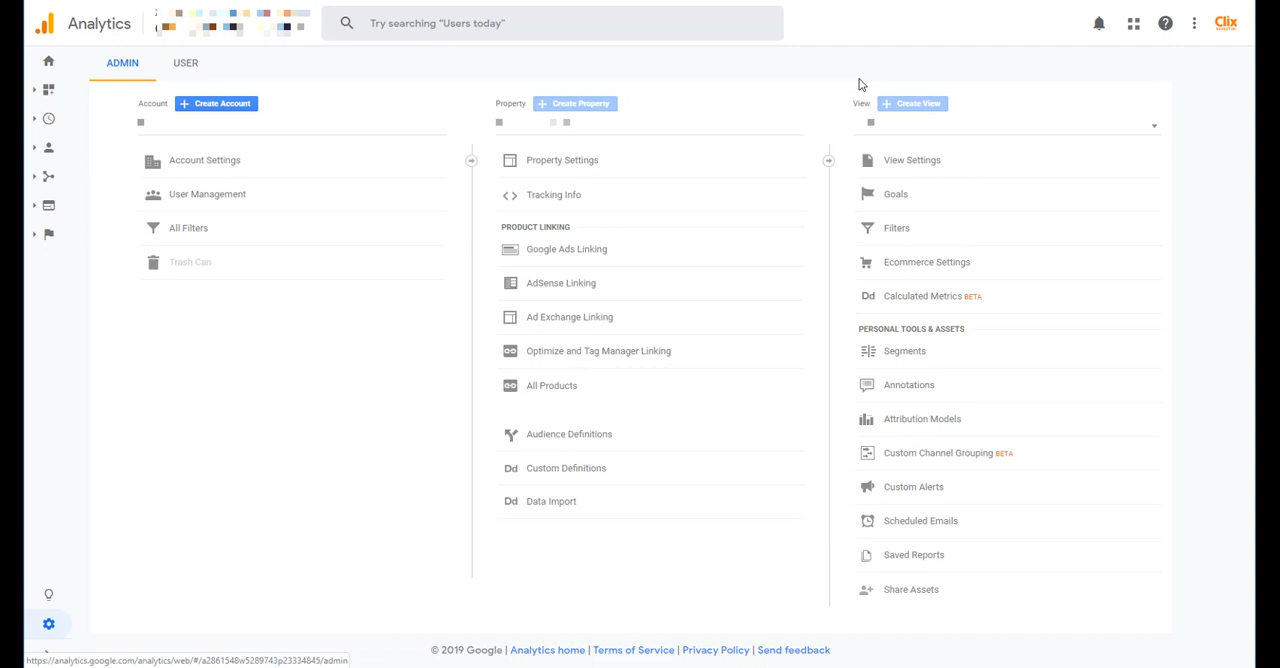 Analytics
Try searching "Users today"
Clix
ADMIN
USER
Account
Create Account
Account Settings
User Management
All Filters
Trash Can
Property
Create Property
Property Settings
Tracking Info
PRODUCT LINKING
Google Ads Linking
AdSense Linking
Ad Exchange Linking
Optimize and Tag Manager Linking
All Products
Audience Definitions
Dd Custom Definitions
Dd Data Import
View
Create View
View Settings
Goals
Filters
Ecommerce Settings
Dd Calculated Metrics BETA
PERSONAL TOOLS & ASSETS
Segments
Annotations
Attribution Models
Custom Channel Grouping BETA
Custom Alerts
Scheduled Emails
Saved Reports
Share Assets
© 2019 Google | Analytics home | Terms of Service | Privacy Policy | Send feedback
https://analytics.google.com/analytics/web/#/a2861548w5289743p23334845/admin